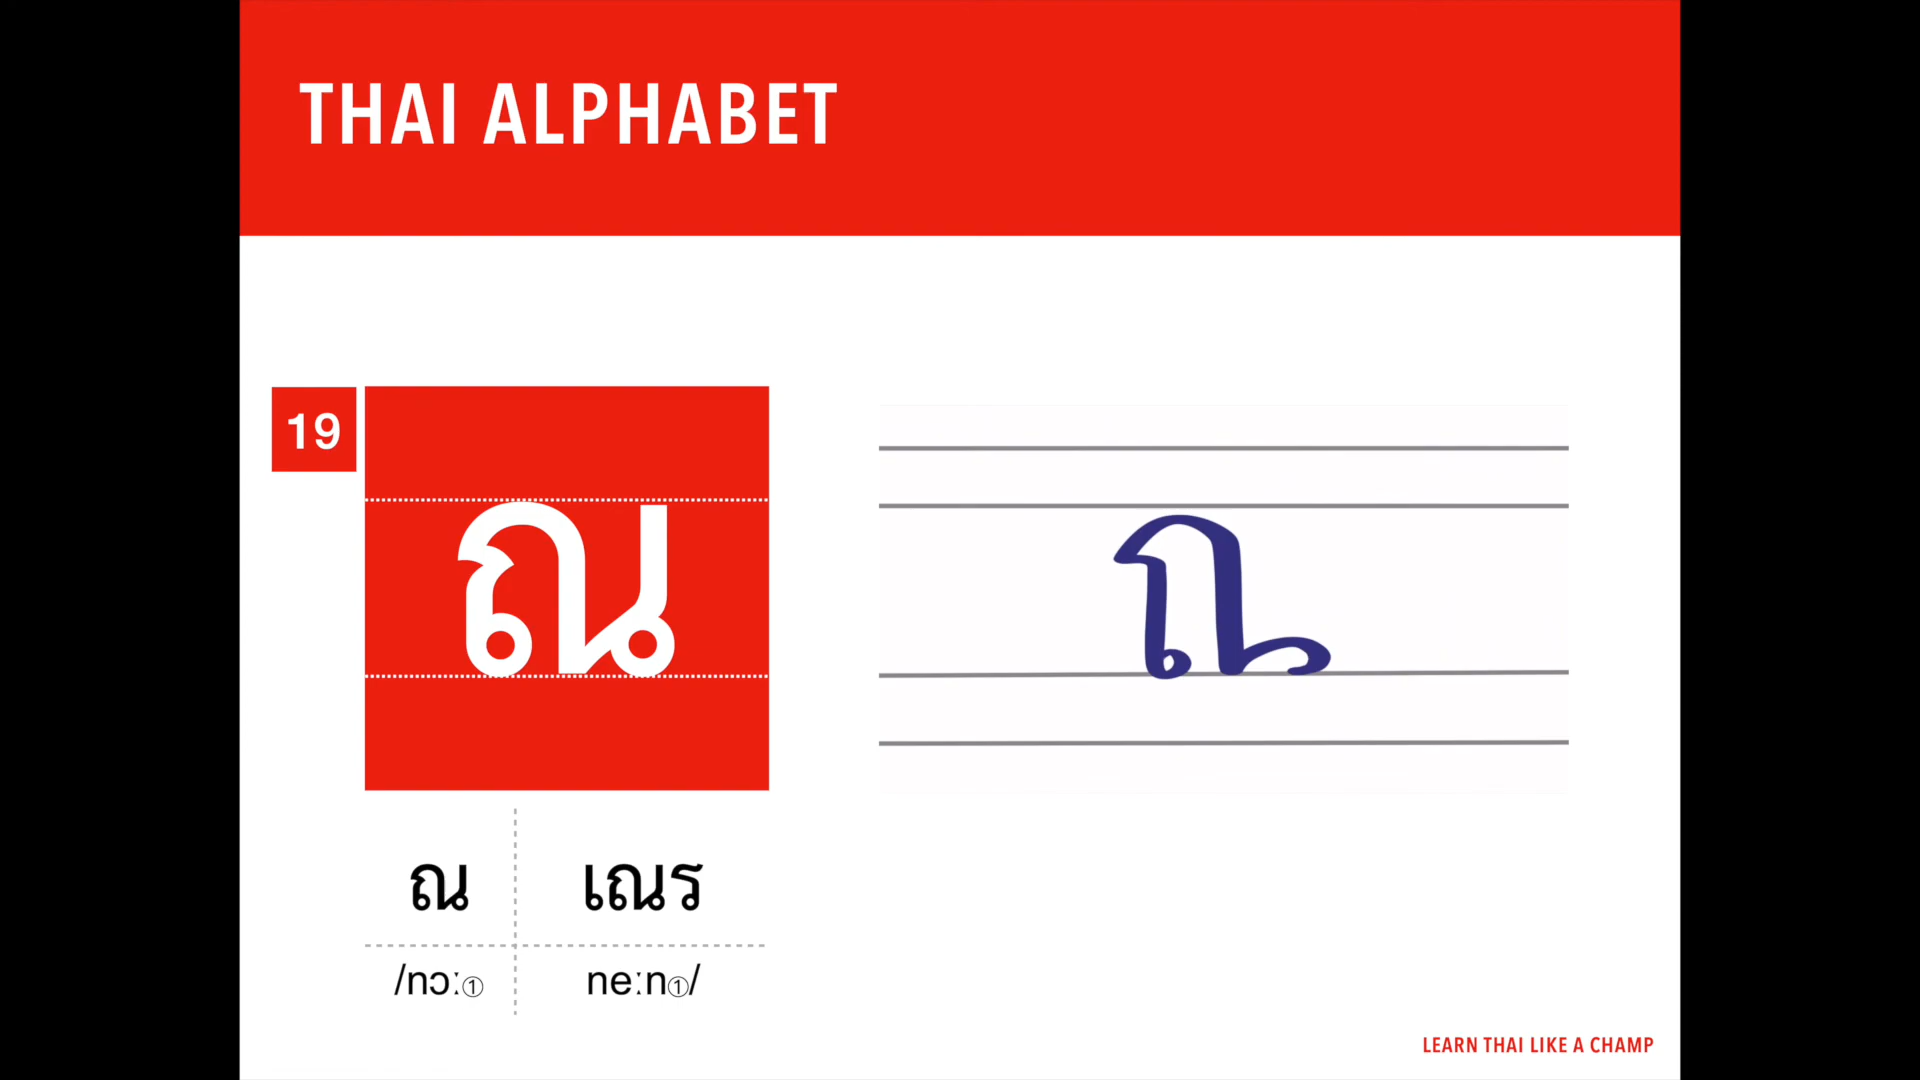 THAI ALPHABET
19
ณ
ณ เณร
/nɔː① neːn①/
LEARN THAI LIKE A CHAMP